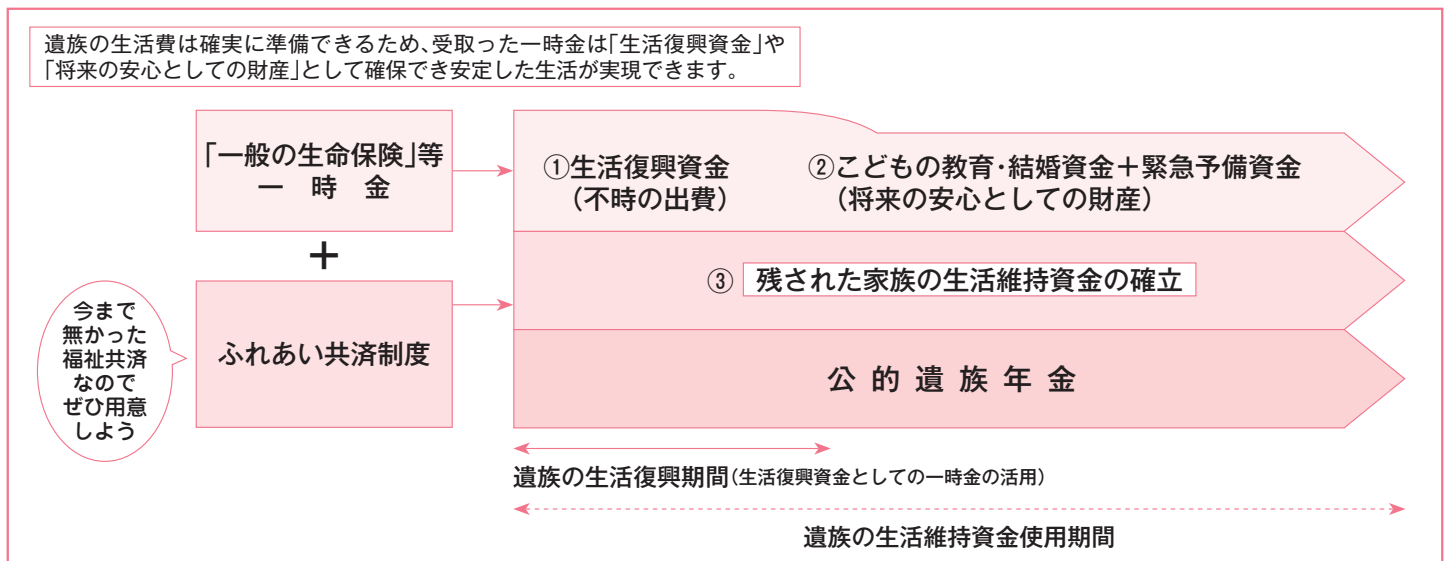 遺族の生活費は確実に準備できるため、受取った一時金は「生活復興資金」や
「将来の安心としての財産」として確保でき安定した生活が実現できます。
「一般の生命保険」等
一時金
＋
今まで
無かった
福祉共済
なので
ぜひ用意
しよう
ふれあい共済制度
①生活復興資金
（不時の出費）
②こどもの教育・結婚資金＋緊急予備資金
（将来の安心としての財産）
③ 残された家族の生活維持資金の確立
公的遺族年金
遺族の生活復興期間（生活復興資金としての一時金の活用）
遺族の生活維持資金使用期間